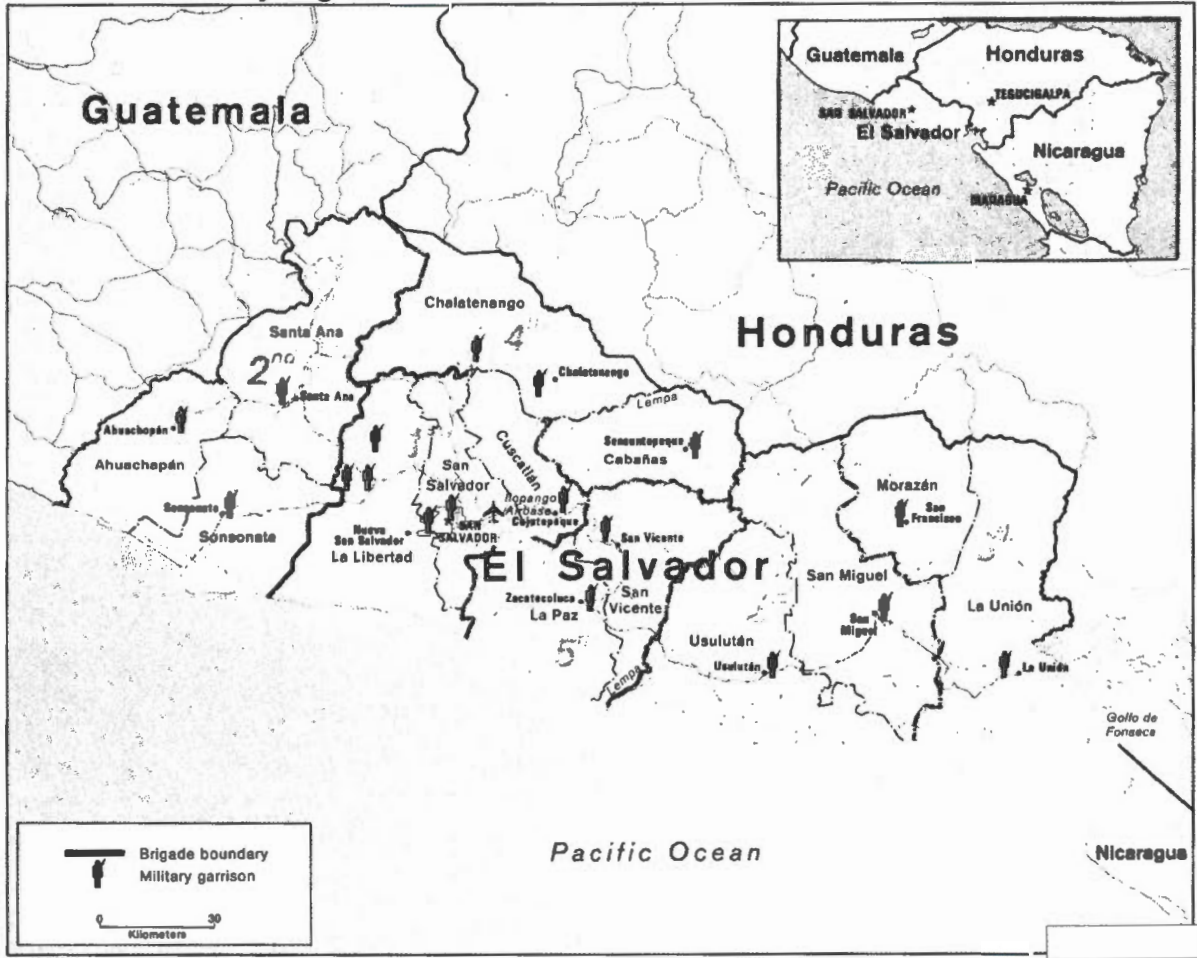 Guatemala
Honduras
TEGUCIGALPA
SAN SALVADOR
El Salvador
Nicaragua
Pacific Ocean
MANAGUA
Guatemala
Honduras
Chalatenango
4
Santa Ana
2nd
Santa Ana
Chalatenango
Lempa
Ahuachapán
Ahuachapán
Sensuntepeque
Cabañas
Cuscatlán
San
Salvador
Ilopango
Airbase
Cojutepeque
Morazán
San
Francisco
Sonsonate
Sonsonate
Nueva
San Salvador
SAN
SALVADOR
La Libertad
San Vicente
El Salvador
San Miguel
La Unión
Zacatecoluca
La Paz
San
Vicente
5
San
Miguel
Usulután
Usulután
La Unión
Lempa
Golfo de
Fonseca
Pacific Ocean
Nicaragua
Brigade boundary
Military garrison
0 30
Kilometers